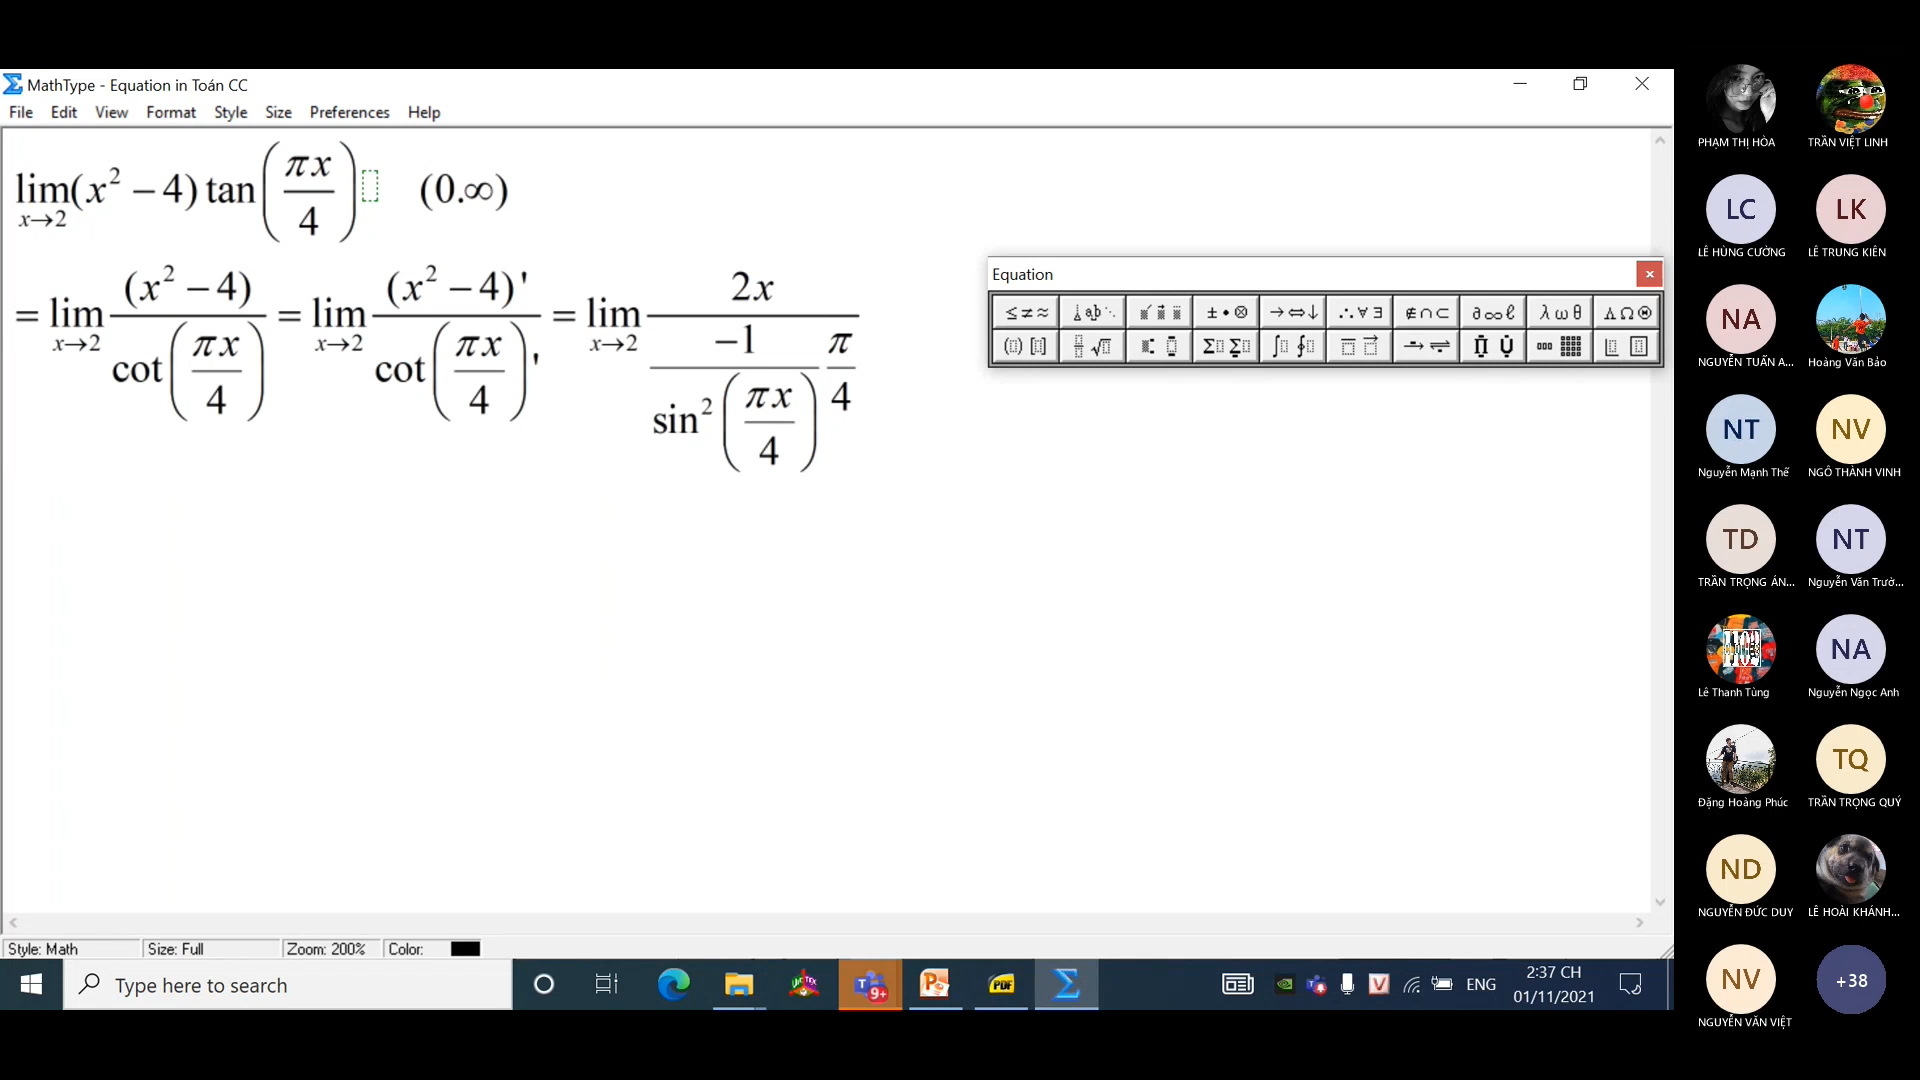 MathType - Equation in Toán CC
File Edit View Format Style Size Preferences Help
lim x→2 (x² − 4) tan(πx/4) (0.∞)
= lim x→2 (x² − 4) / cot(πx/4) = lim x→2 (x² − 4)' / cot(πx/4)' = lim x→2 2x / (−1 / sin²(πx/4) π/4)
Equation
Style: Math Size: Full Zoom: 200% Color:
Type here to search
9+
PDF
ENG
2:37 CH
01/11/2021
PHẠM THỊ HÒA
TRẦN VIỆT LINH
LC
LÊ HÙNG CƯỜNG
LK
LÊ TRUNG KIÊN
NA
NGUYỄN TUẤN A...
Hoàng Văn Bảo
NT
Nguyễn Mạnh Thế
NV
NGÔ THÀNH VINH
TD
TRẦN TRỌNG ÁN...
NT
Nguyễn Văn Trườ...
Lê Thanh Tùng
NA
Nguyễn Ngọc Anh
Đặng Hoàng Phúc
TQ
TRẦN TRỌNG QUÝ
ND
NGUYỄN ĐỨC DUY
LÊ HOÀI KHÁNH...
NV
NGUYỄN VĂN VIỆT
+38